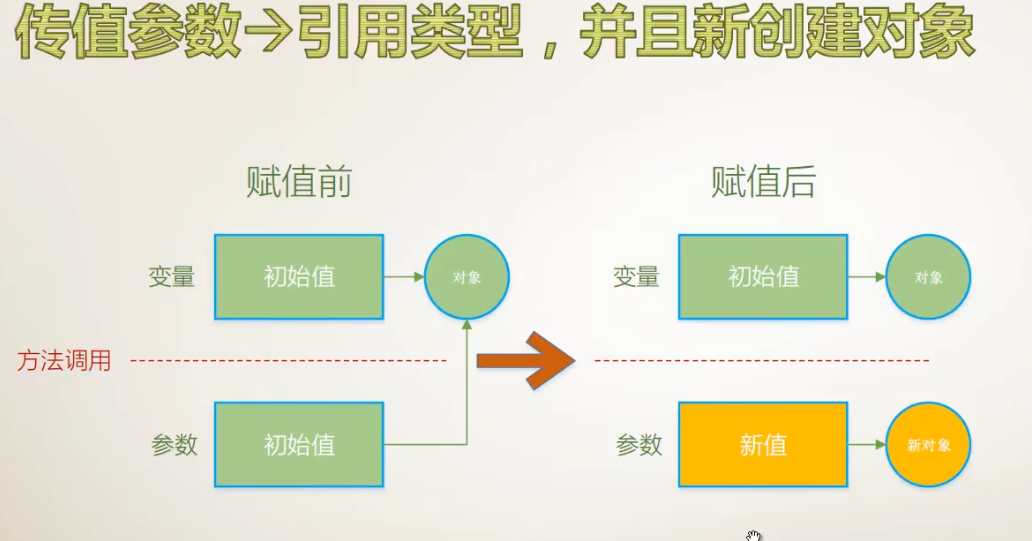 传值参数→引用类型，并且新创建对象
赋值前
赋值后
变量
初始值
对象
变量
初始值
对象
方法调用
参数
初始值
参数
新值
新对象